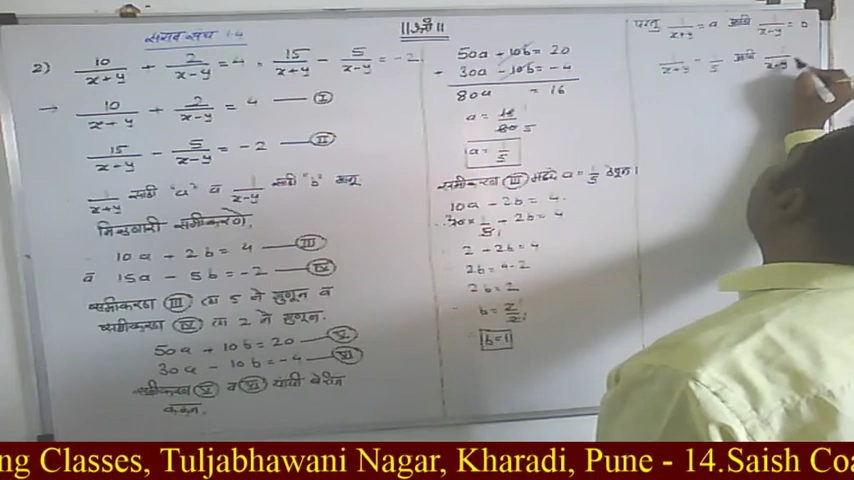 सराव संच 1.4
||ॐ||
2) 10/(x+y) + 2/(x-y) = 4, 15/(x+y) - 5/(x-y) = -2.
→ 10/(x+y) + 2/(x-y) = 4 — I
15/(x+y) - 5/(x-y) = -2 — II
1/(x+y) साठी "a" व 1/(x-y) साठी "b" मानू
मिळणारी समीकरणे.
10a + 2b = 4 — III
व 15a - 5b = -2 — IV
समीकरण III ला 5 ने गुणून व
समीकरण IV ला 2 ने गुणून.
50a + 10b = 20 — V
30a - 10b = -4 — VI
समीकरण V व VI यांची बेरीज
करून.
50a + 10b = 20
+ 30a - 10b = -4
80a = 16
a = 16/80 5
a = 1/5
समीकरण III मध्ये a = 1/5 ठेवून।
10a - 2b = 4.
- 2b = 4
2 - 2b = 4
2b = 4-2
2b = 2
b = 2/2
b = 1
परंतु 1/(x+y) = a आणि 1/(x-y) = b
1/(x+y) = 1/5 आणि 1/(x-y)
ng Classes, Tuljabhawani Nagar, Kharadi, Pune - 14.Saish Coa